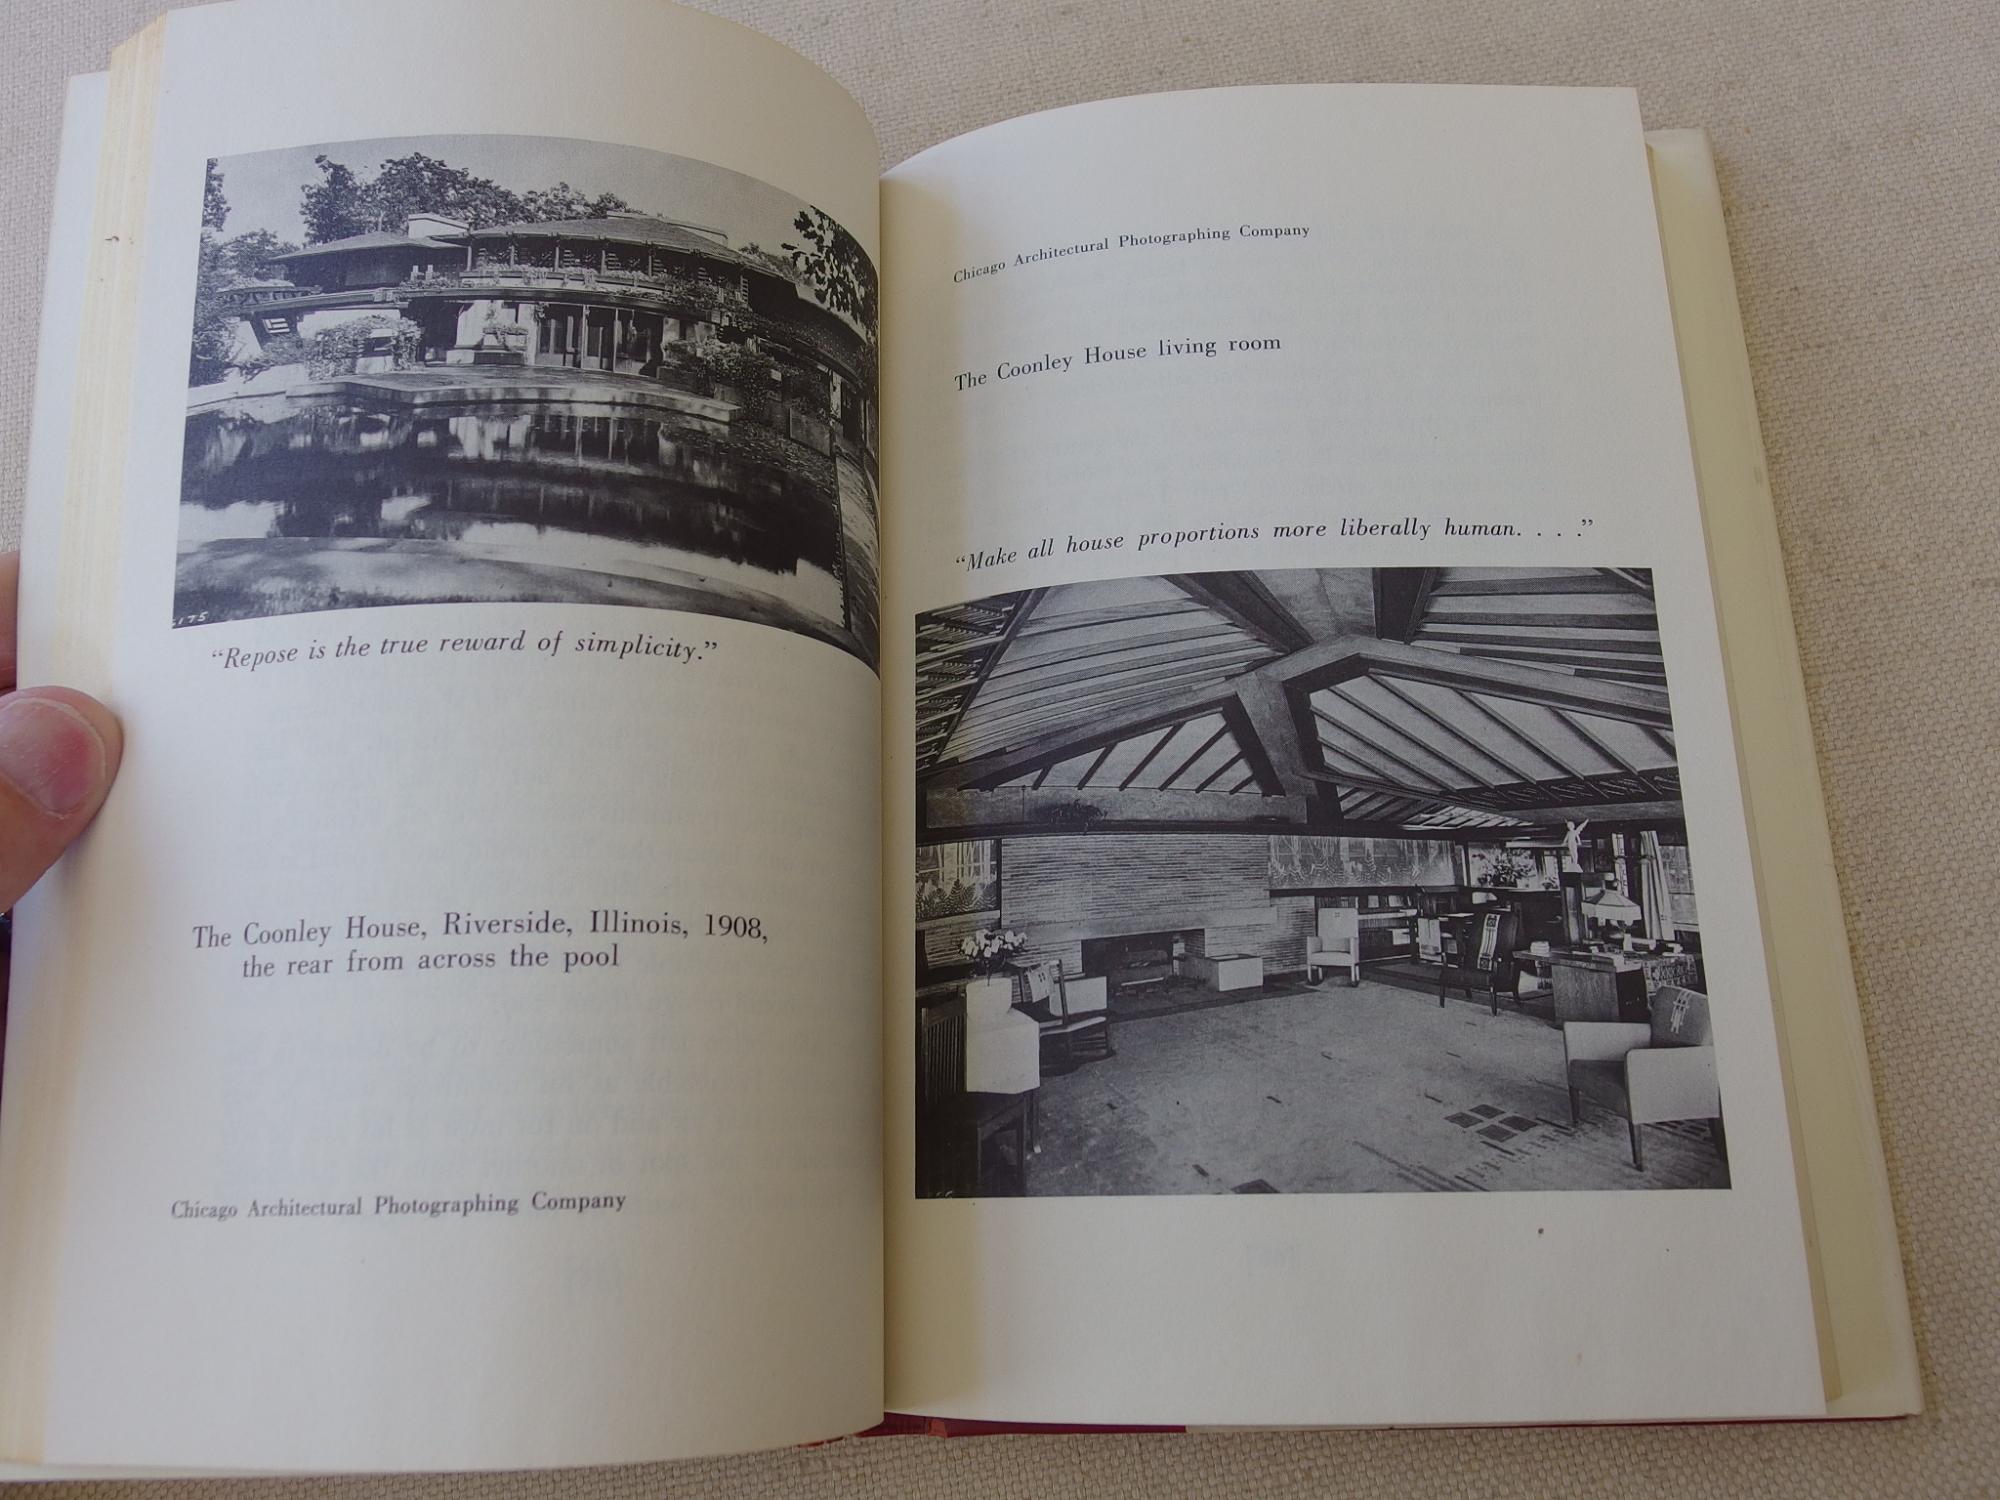 175
“Repose is the true reward of simplicity.”
The Coonley House, Riverside, Illinois, 1908,
the rear from across the pool
Chicago Architectural Photographing Company
Chicago Architectural Photographing Company
The Coonley House living room
“Make all house proportions more liberally human. . . .”